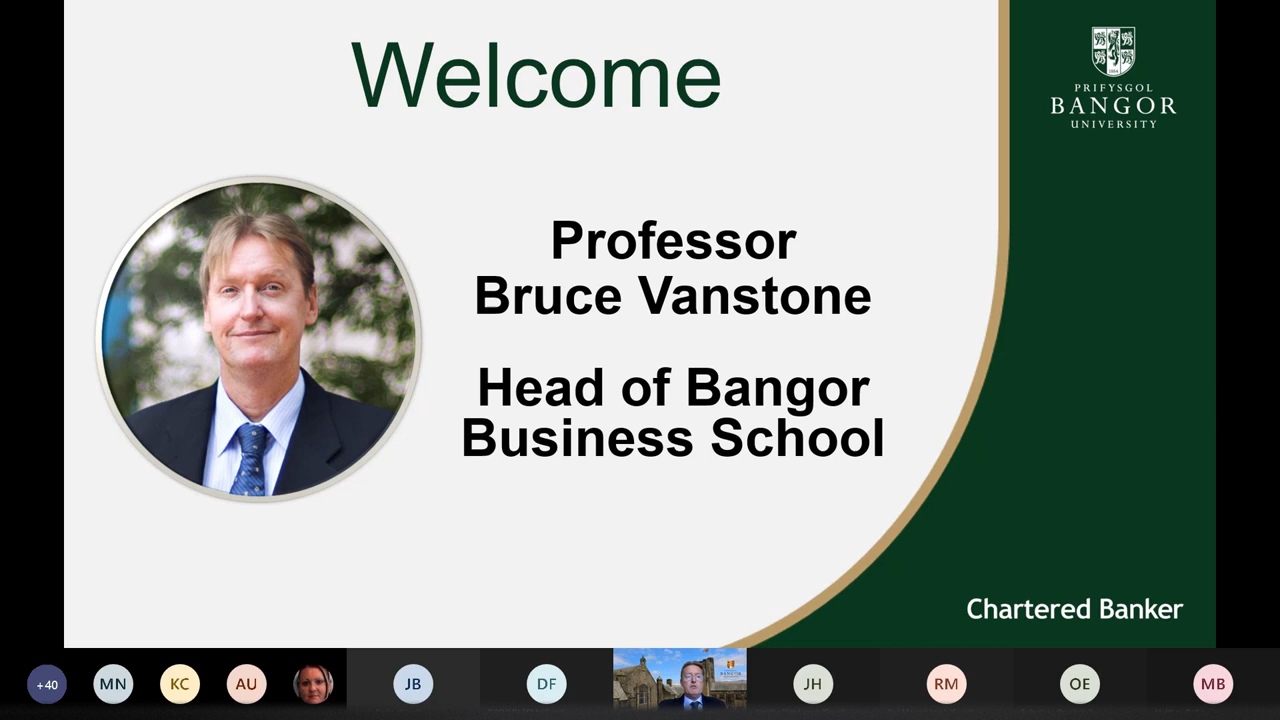 Welcome
PRIFYSGOL
BANGOR
UNIVERSITY
Professor
Bruce Vanstone
Head of Bangor
Business School
Chartered Banker
+40
MN
KC
AU
JB
DF
BANGOR
JH
RM
OE
MB